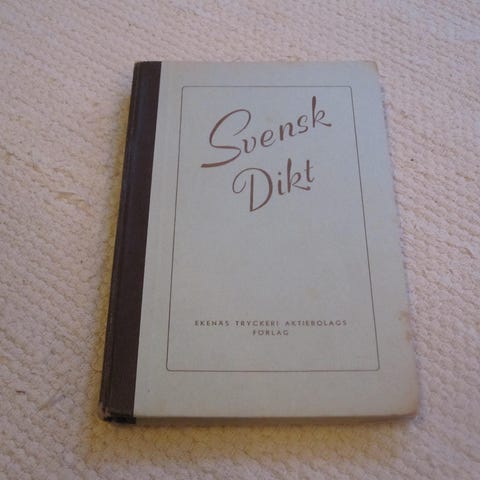 Svensk
Dikt
EKENÄS TRYCKERI AKTIEBOLAGS
FÖRLAG